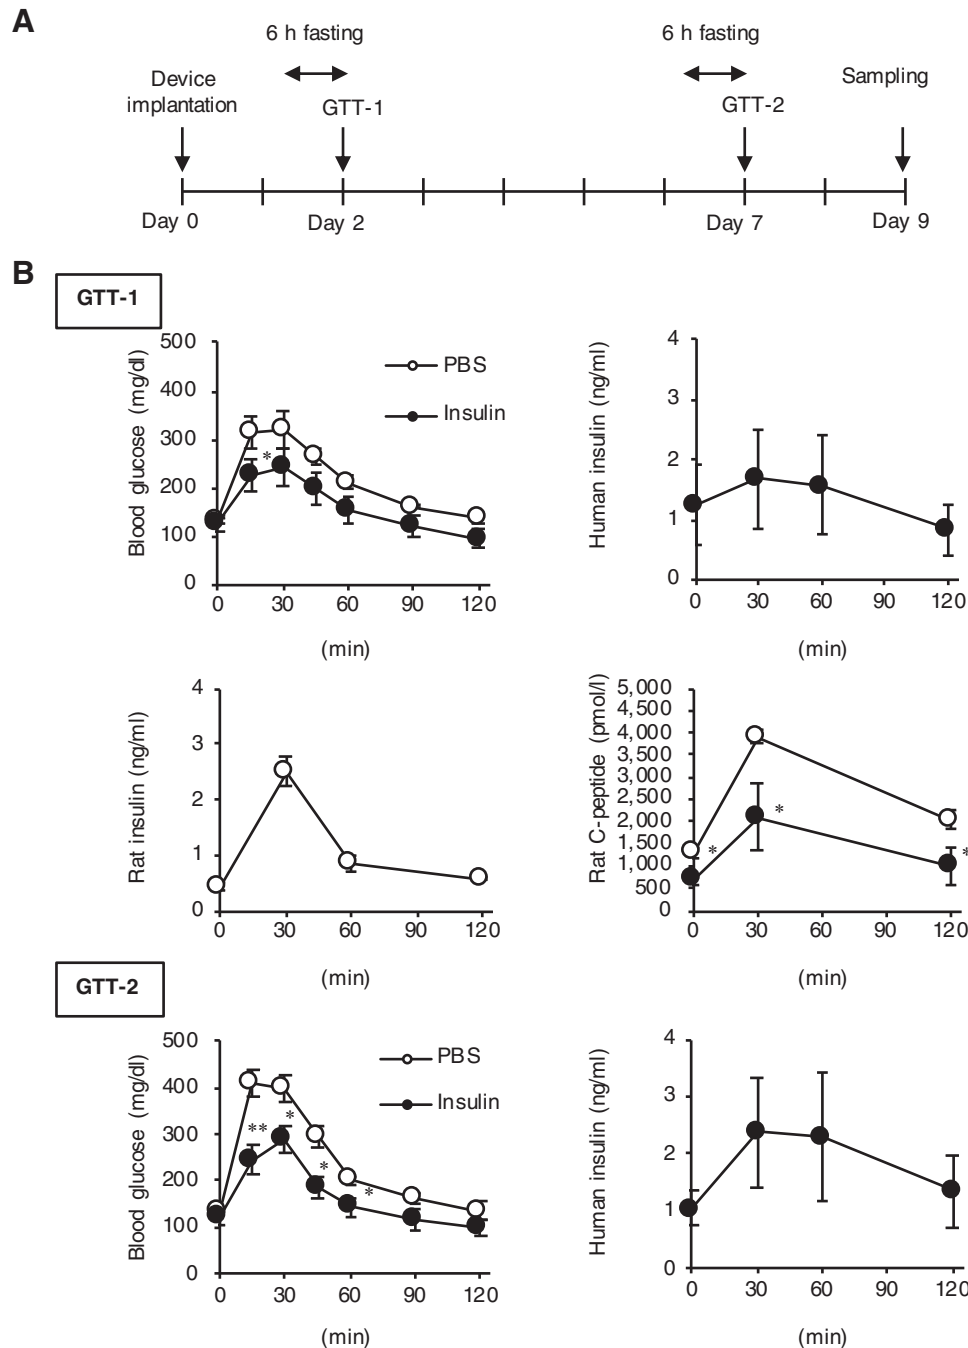 A
6 h fasting
6 h fasting
Device
implantation
GTT-1
GTT-2
Sampling
Day 0
Day 2
Day 7
Day 9
B
GTT-1
Blood glucose (mg/dl)
500
400
300
200
100
0
PBS
Insulin
*
0 30 60 90 120
(min)
Human insulin (ng/ml)
4
3
2
1
0
0 30 60 90 120
(min)
Rat insulin (ng/ml)
4
3
2
1
0
0 30 60 90 120
(min)
Rat C-peptide (pmol/l)
5,000
4,500
4,000
3,500
3,000
2,500
2,000
1,500
1,000
500
0
*
*
*
0 30 60 90 120
(min)
GTT-2
Blood glucose (mg/dl)
500
400
300
200
100
0
PBS
Insulin
**
*
*
*
0 30 60 90 120
(min)
Human insulin (ng/ml)
4
3
2
1
0
0 30 60 90 120
(min)